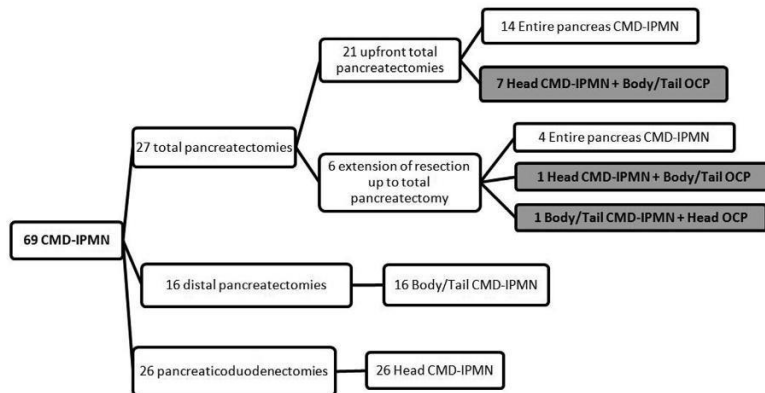 14 Entire pancreas CMD-IPMN
21 upfront total
pancreatectomies
7 Head CMD-IPMN + Body/Tail OCP
4 Entire pancreas CMD-IPMN
27 total pancreatectomies
6 extension of resection
up to total
pancreatectomy
1 Head CMD-IPMN + Body/Tail OCP
1 Body/Tail CMD-IPMN + Head OCP
69 CMD-IPMN
16 distal pancreatectomies
16 Body/Tail CMD-IPMN
26 pancreaticoduodenectomies
26 Head CMD-IPMN